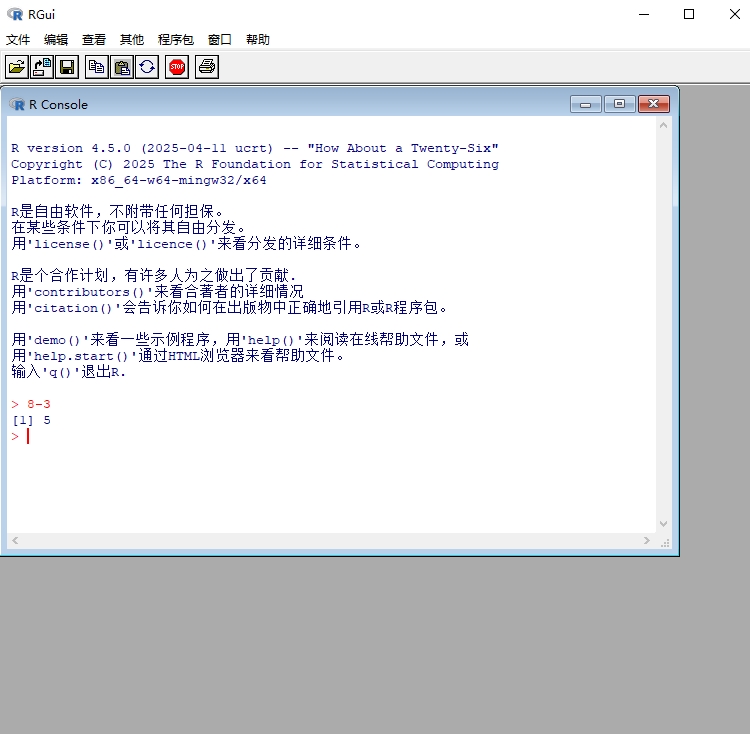 RGui
文件 编辑 查看 其他 程序包 窗口 帮助
STOP
R Console
R version 4.5.0 (2025-04-11 ucrt) -- "How About a Twenty-Six"
Copyright (C) 2025 The R Foundation for Statistical Computing
Platform: x86_64-w64-mingw32/x64
R是自由软件，不附带任何担保。
在某些条件下你可以将其自由分发。
用'license()'或'licence()'来看分发的详细条件。
R是个合作计划，有许多人为之做出了贡献.
用'contributors()'来看合著者的详细情况
用'citation()'会告诉你如何在出版物中正确地引用R或R程序包。
用'demo()'来看一些示例程序，用'help()'来阅读在线帮助文件，或
用'help.start()'通过HTML浏览器来看帮助文件。
输入'q()'退出R.
> 8-3
[1] 5
>